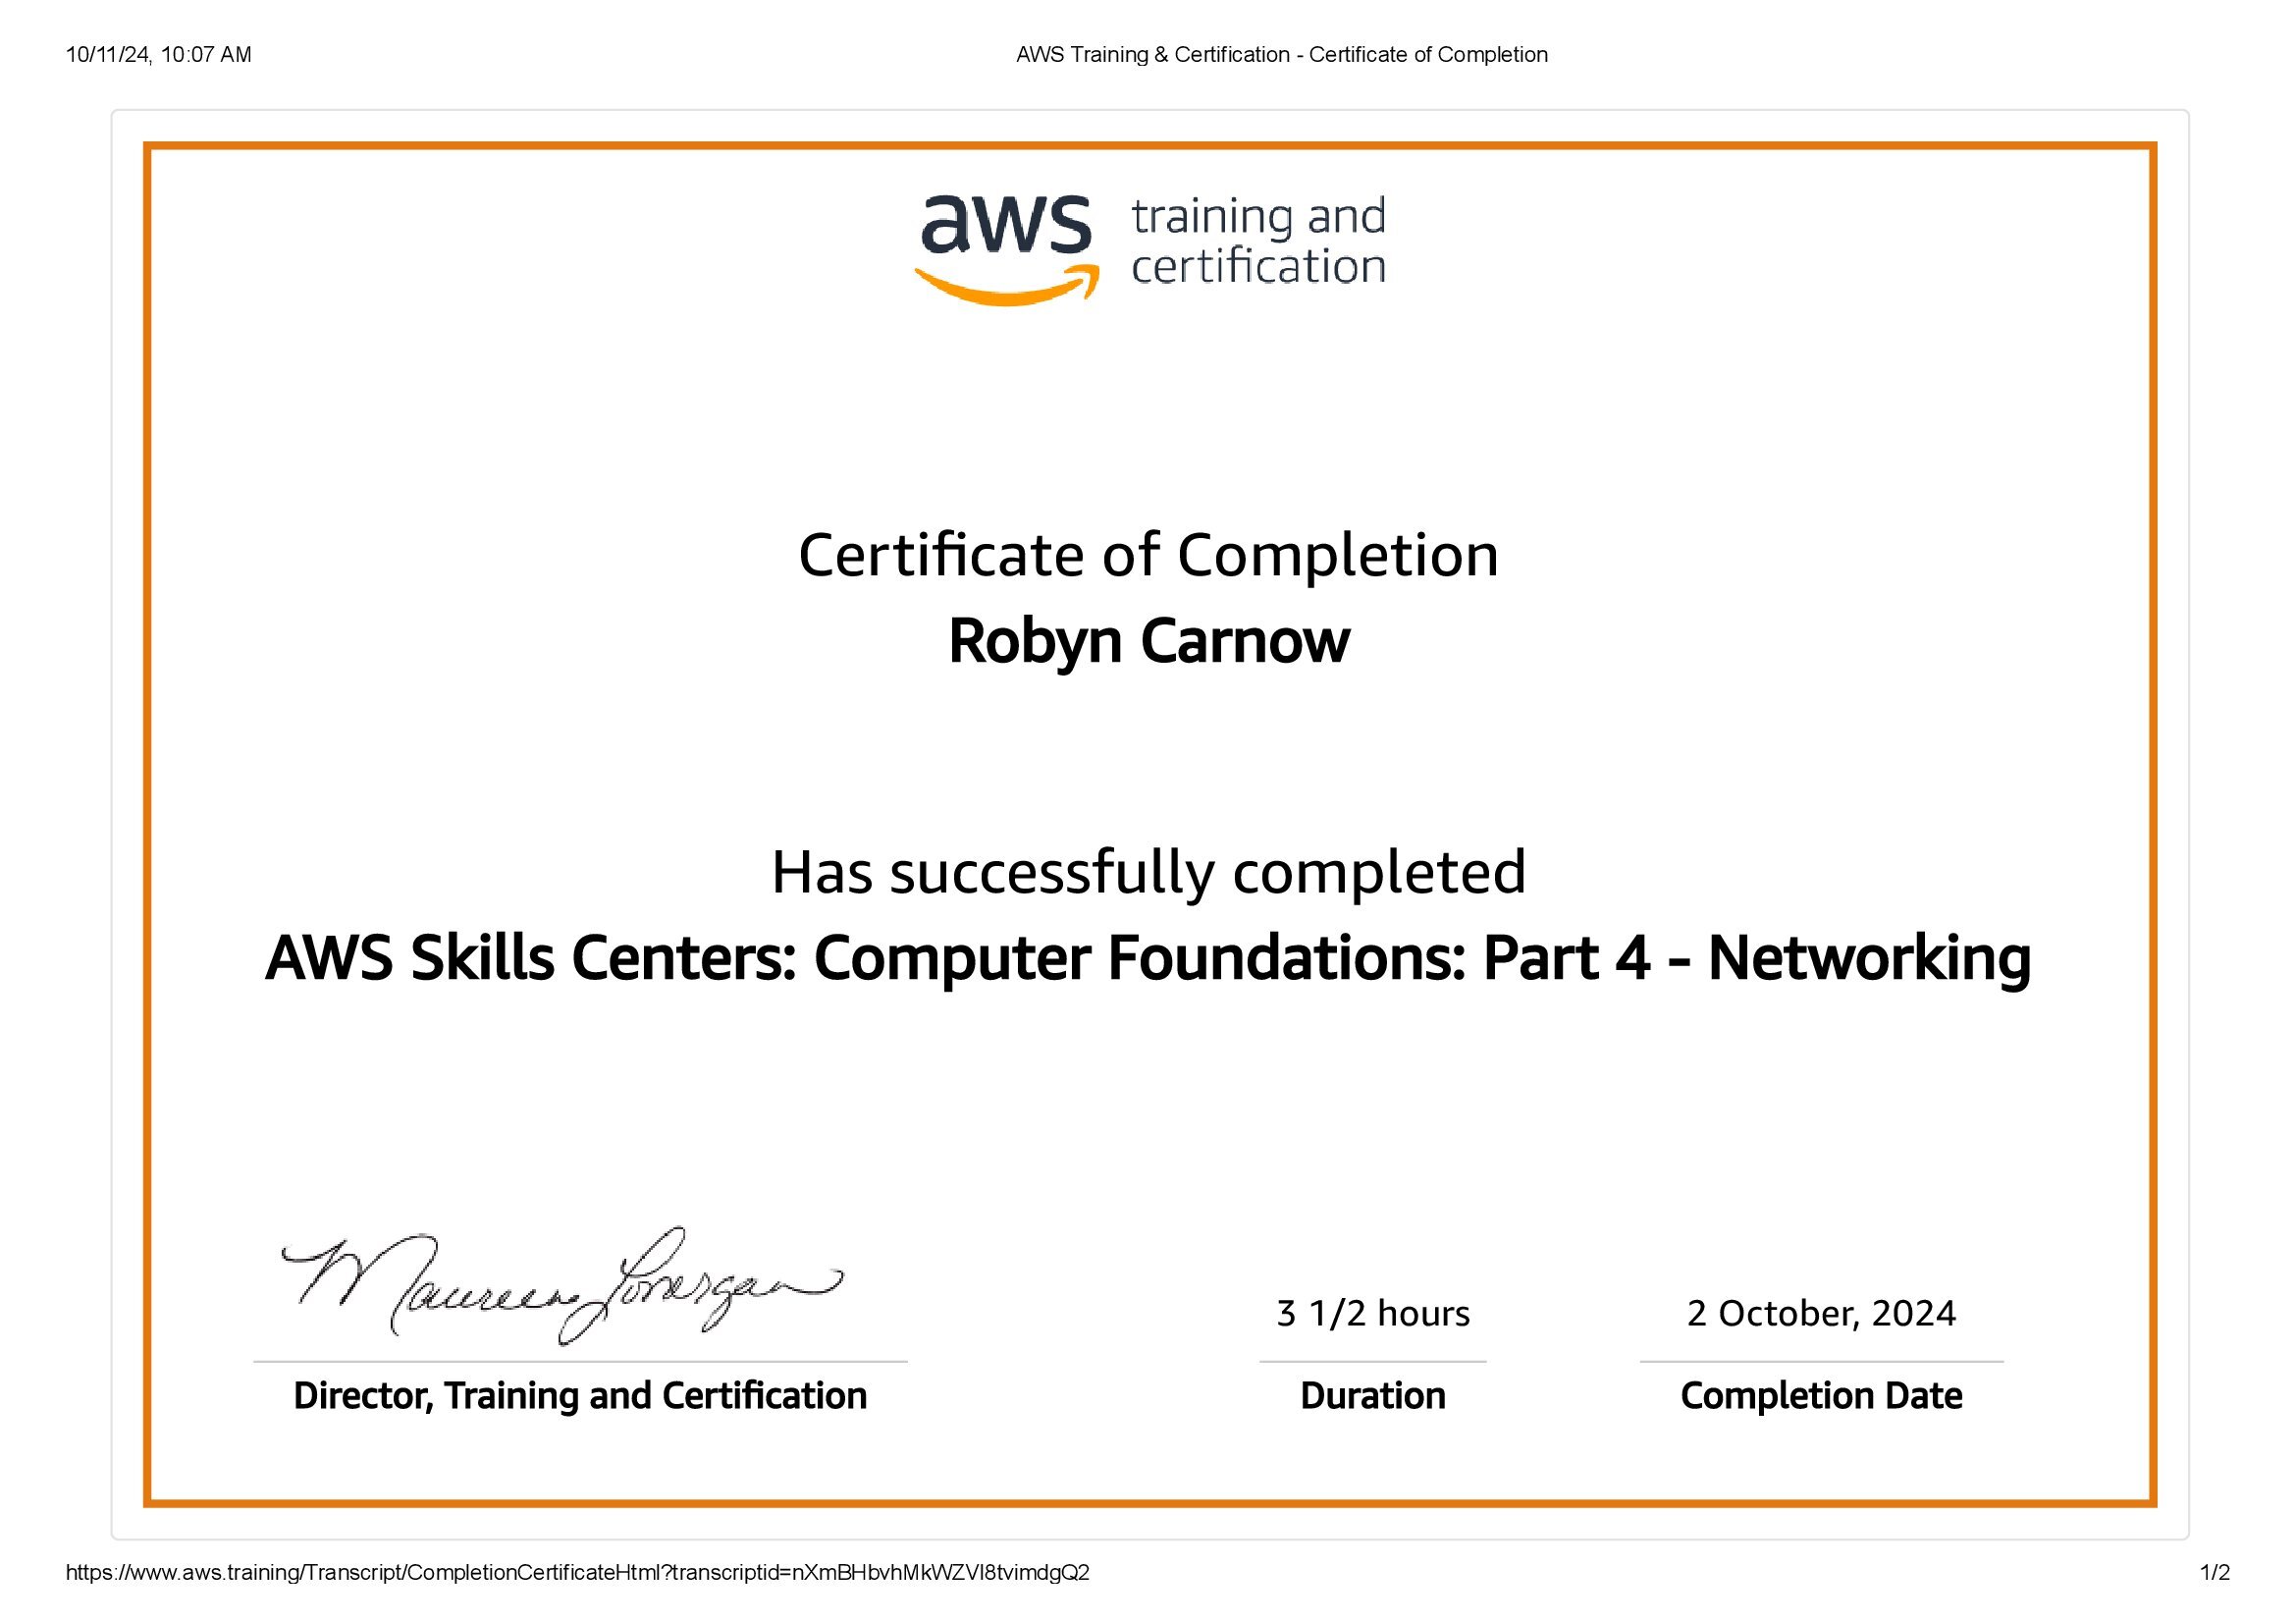 10/11/24, 10:07 AM
AWS Training & Certification - Certificate of Completion
aws
training and
certification
Certificate of Completion
Robyn Carnow
Has successfully completed
AWS Skills Centers: Computer Foundations: Part 4 - Networking
Maureen Lonergan
3 1/2 hours
2 October, 2024
Director, Training and Certification
Duration
Completion Date
https://www.aws.training/Transcript/CompletionCertificateHtml?transcriptid=nXmBHbvhMkWZVI8tvimdgQ2
1/2